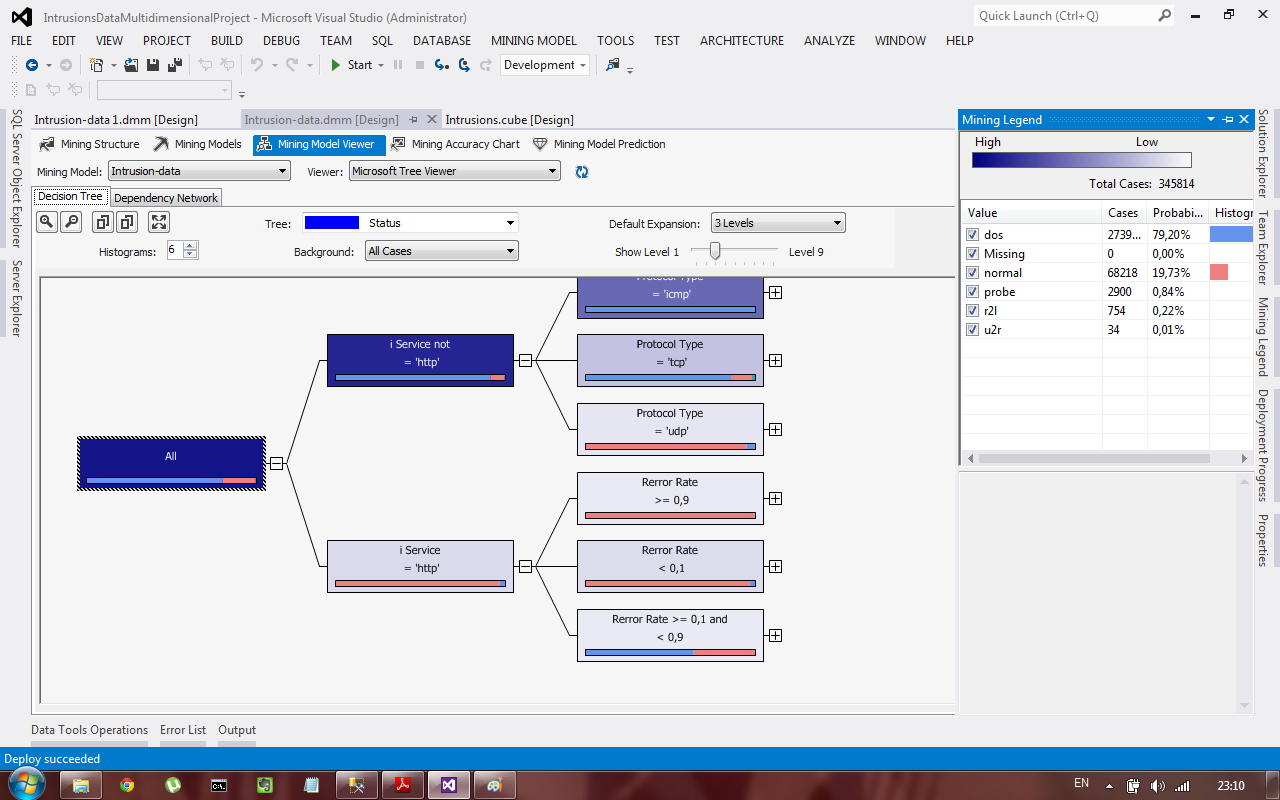 IntrusionsDataMultidimensionalProject - Microsoft Visual Studio (Administrator)
Quick Launch (Ctrl+Q)
FILE EDIT VIEW PROJECT BUILD DEBUG TEAM SQL DATABASE MINING MODEL TOOLS TEST ARCHITECTURE ANALYZE WINDOW HELP
Start Development
SQL Server Object Explorer
Server Explorer
Intrusion-data 1.dmm [Design] Intrusion-data.dmm [Design] Intrusions.cube [Design]
Mining Structure Mining Models Mining Model Viewer Mining Accuracy Chart Mining Model Prediction
Mining Model: Intrusion-data Viewer: Microsoft Tree Viewer
Decision Tree Dependency Network
Tree: Status Default Expansion: 3 Levels
Histograms: 6 Background: All Cases Show Level 1 Level 9
Protocol Type
= 'icmp'
i Service not
= 'http'
Protocol Type
= 'tcp'
Protocol Type
= 'udp'
All
Rerror Rate
>= 0,9
i Service
= 'http'
Rerror Rate
< 0,1
Rerror Rate >= 0,1 and
< 0,9
Mining Legend
High Low
Total Cases: 345814
Value Cases Probabi... Histogr
dos 2739... 79,20%
Missing 0 0,00%
normal 68218 19,73%
probe 2900 0,84%
r2l 754 0,22%
u2r 34 0,01%
Solution Explorer
Team Explorer
Mining Legend
Deployment Progress
Properties
Data Tools Operations Error List Output
Deploy succeeded
EN 23:10